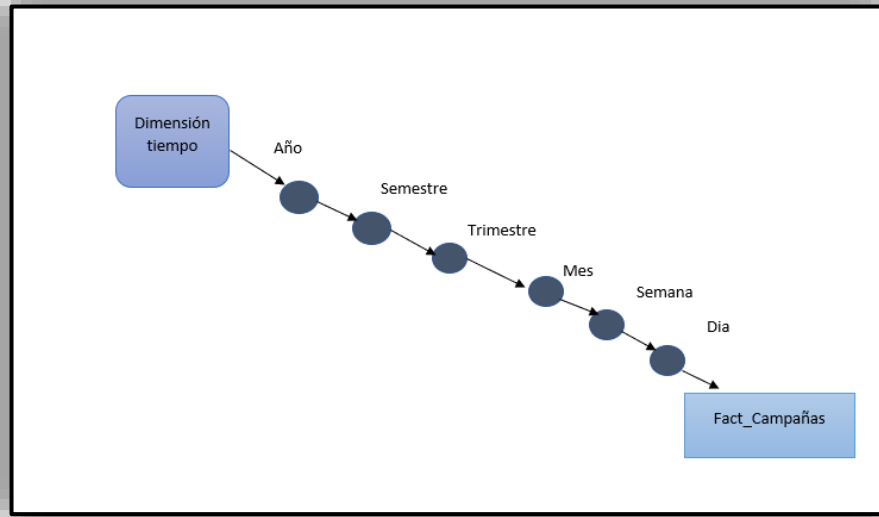 Dimensión
tiempo
Año
Semestre
Trimestre
Mes
Semana
Dia
Fact_Campañas